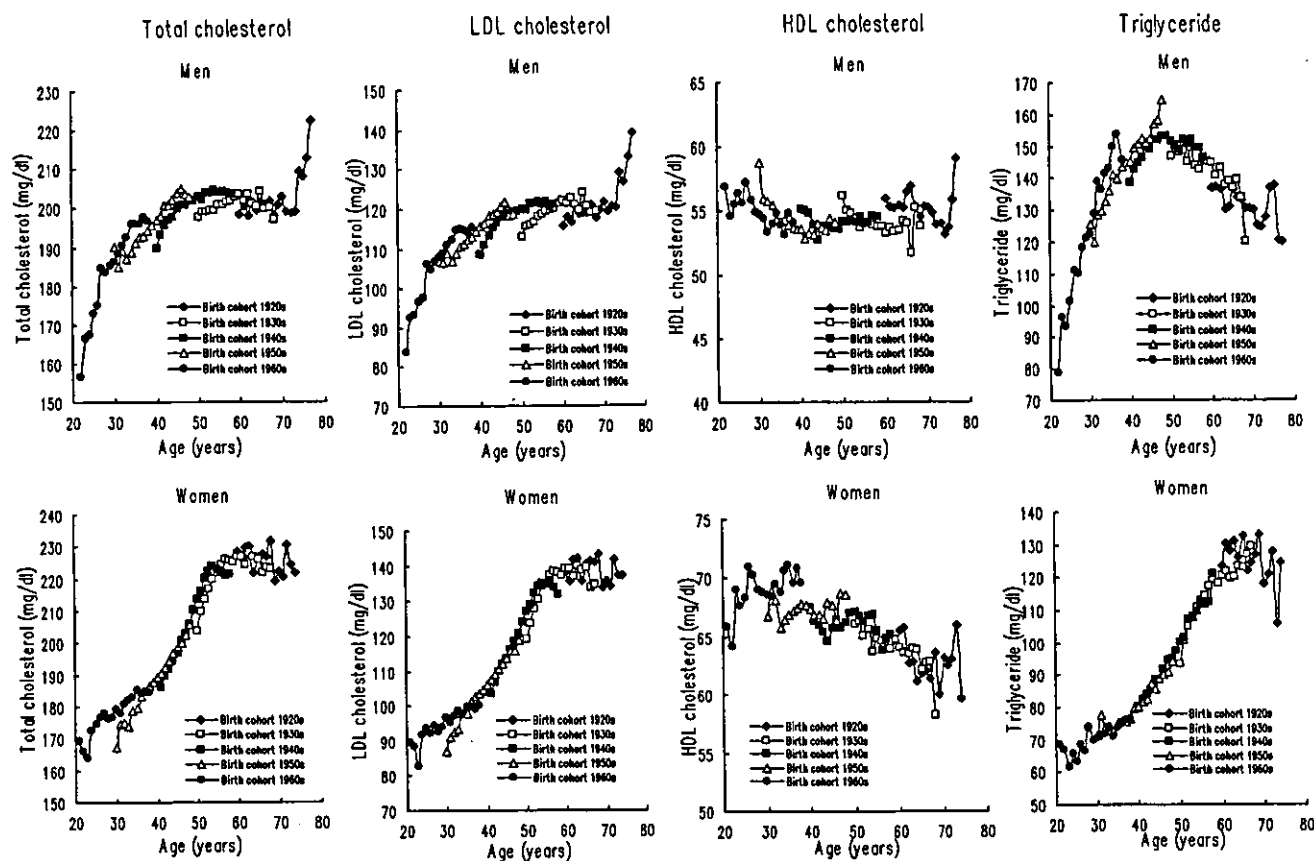 Total cholesterol
Men
Total cholesterol (mg/dl)
230
220
210
200
190
180
170
160
150
Birth cohort 1920s
Birth cohort 1930s
Birth cohort 1940s
Birth cohort 1950s
Birth cohort 1960s
20 30 40 50 60 70 80
Age (years)
LDL cholesterol
Men
LDL cholesterol (mg/dl)
150
140
130
120
110
100
90
80
70
Birth cohort 1920s
Birth cohort 1930s
Birth cohort 1940s
Birth cohort 1950s
Birth cohort 1960s
20 30 40 50 60 70 80
Age (years)
HDL cholesterol
Men
HDL cholesterol (mg/dl)
65
60
55
50
45
40
Birth cohort 1920s
Birth cohort 1930s
Birth cohort 1940s
Birth cohort 1950s
Birth cohort 1960s
20 30 40 50 60 70 80
Age (years)
Triglyceride
Men
Triglyceride (mg/dl)
170
160
150
140
130
120
110
100
90
80
70
Birth cohort 1920s
Birth cohort 1930s
Birth cohort 1940s
Birth cohort 1950s
Birth cohort 1960s
20 30 40 50 60 70 80
Age (years)
Women
Total cholesterol (mg/dl)
240
230
220
210
200
190
180
170
160
150
Birth cohort 1920s
Birth cohort 1930s
Birth cohort 1940s
Birth cohort 1950s
Birth cohort 1960s
20 30 40 50 60 70 80
Age (years)
Women
LDL cholesterol (mg/dl)
150
140
130
120
110
100
90
80
70
Birth cohort 1920s
Birth cohort 1930s
Birth cohort 1940s
Birth cohort 1950s
Birth cohort 1960s
20 30 40 50 60 70 80
Age (years)
Women
HDL cholesterol (mg/dl)
75
70
65
60
55
50
Birth cohort 1920s
Birth cohort 1930s
Birth cohort 1940s
Birth cohort 1950s
Birth cohort 1960s
20 30 40 50 60 70 80
Age (years)
Women
Triglyceride (mg/dl)
140
130
120
110
100
90
80
70
60
50
Birth cohort 1920s
Birth cohort 1930s
Birth cohort 1940s
Birth cohort 1950s
Birth cohort 1960s
20 30 40 50 60 70 80
Age (years)